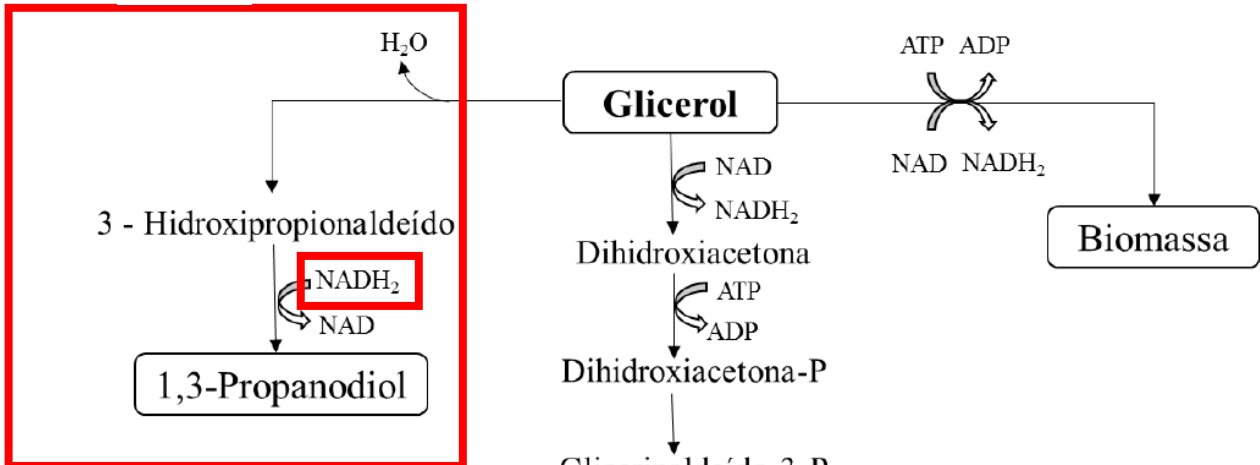 H₂O
ATP ADP
Glicerol
NAD
NADH₂
NAD NADH₂
3 - Hidroxipropionaldeído
Dihidroxiacetona
Biomassa
NADH₂
NAD
ATP
ADP
1,3-Propanodiol
Dihidroxiacetona-P